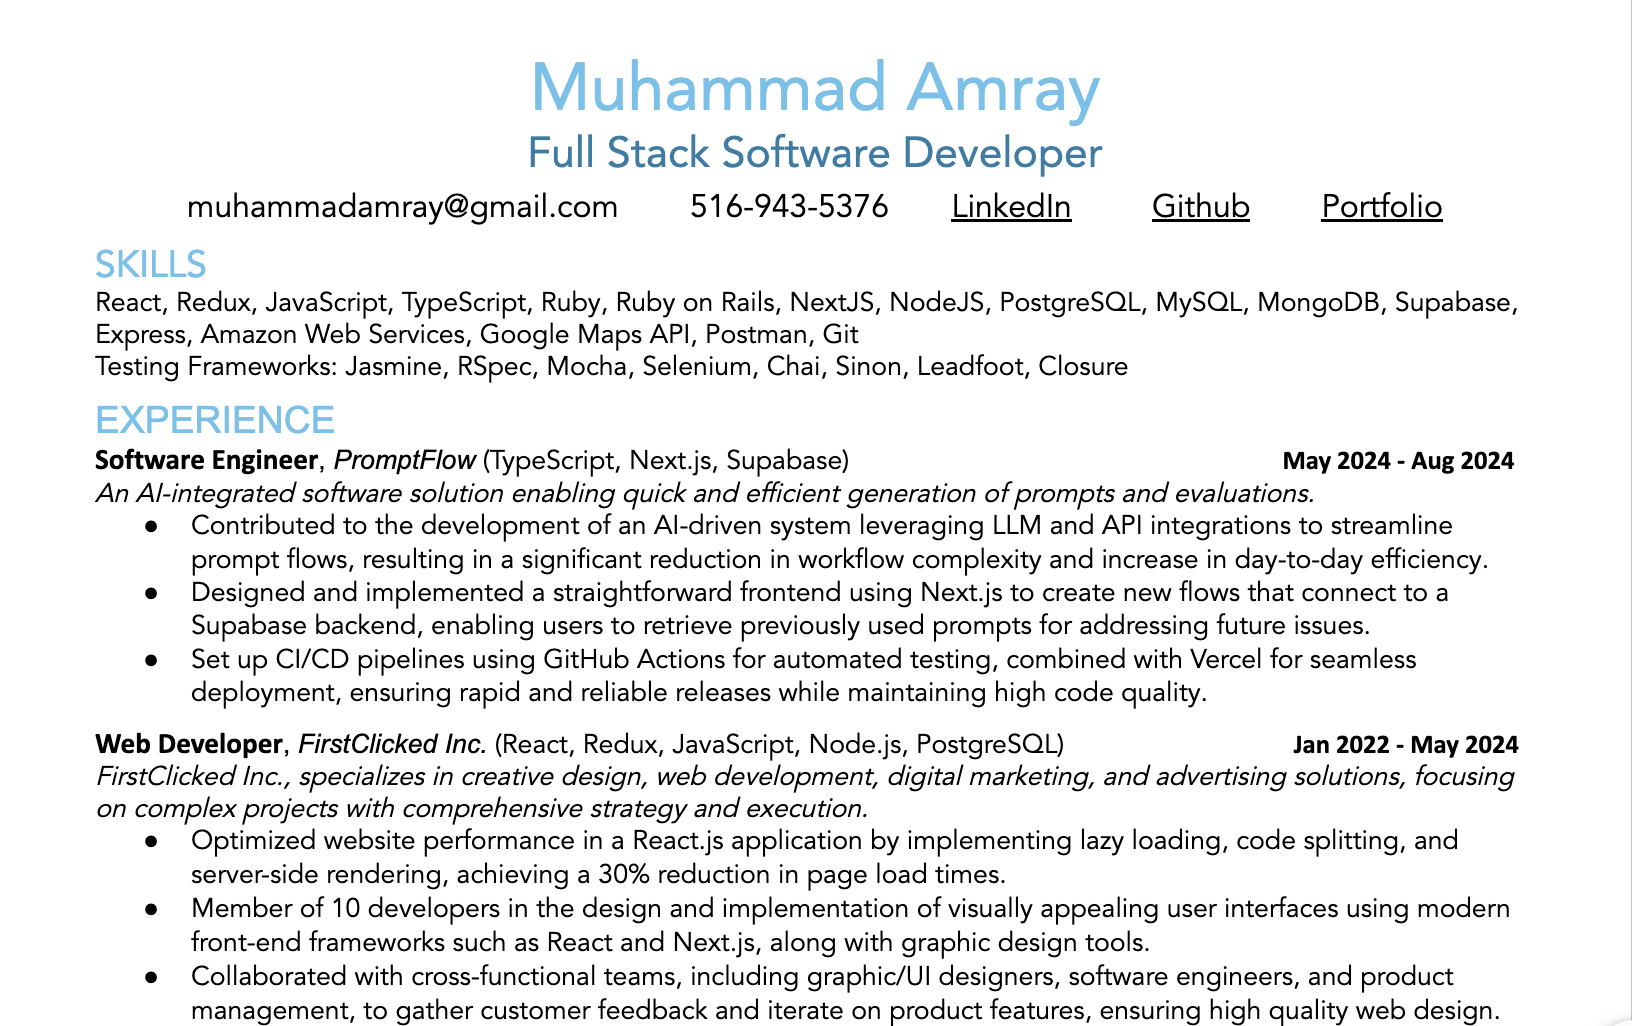 Muhammad Amray
Full Stack Software Developer
muhammadamray@gmail.com 516-943-5376 LinkedIn Github Portfolio
SKILLS
React, Redux, JavaScript, TypeScript, Ruby, Ruby on Rails, NextJS, NodeJS, PostgreSQL, MySQL, MongoDB, Supabase,
Express, Amazon Web Services, Google Maps API, Postman, Git
Testing Frameworks: Jasmine, RSpec, Mocha, Selenium, Chai, Sinon, Leadfoot, Closure
EXPERIENCE
Software Engineer, PromptFlow (TypeScript, Next.js, Supabase) May 2024 - Aug 2024
An AI-integrated software solution enabling quick and efficient generation of prompts and evaluations.
● Contributed to the development of an AI-driven system leveraging LLM and API integrations to streamline
prompt flows, resulting in a significant reduction in workflow complexity and increase in day-to-day efficiency.
● Designed and implemented a straightforward frontend using Next.js to create new flows that connect to a
Supabase backend, enabling users to retrieve previously used prompts for addressing future issues.
● Set up CI/CD pipelines using GitHub Actions for automated testing, combined with Vercel for seamless
deployment, ensuring rapid and reliable releases while maintaining high code quality.
Web Developer, FirstClicked Inc. (React, Redux, JavaScript, Node.js, PostgreSQL) Jan 2022 - May 2024
FirstClicked Inc., specializes in creative design, web development, digital marketing, and advertising solutions, focusing
on complex projects with comprehensive strategy and execution.
● Optimized website performance in a React.js application by implementing lazy loading, code splitting, and
server-side rendering, achieving a 30% reduction in page load times.
● Member of 10 developers in the design and implementation of visually appealing user interfaces using modern
front-end frameworks such as React and Next.js, along with graphic design tools.
● Collaborated with cross-functional teams, including graphic/UI designers, software engineers, and product
management, to gather customer feedback and iterate on product features, ensuring high quality web design.